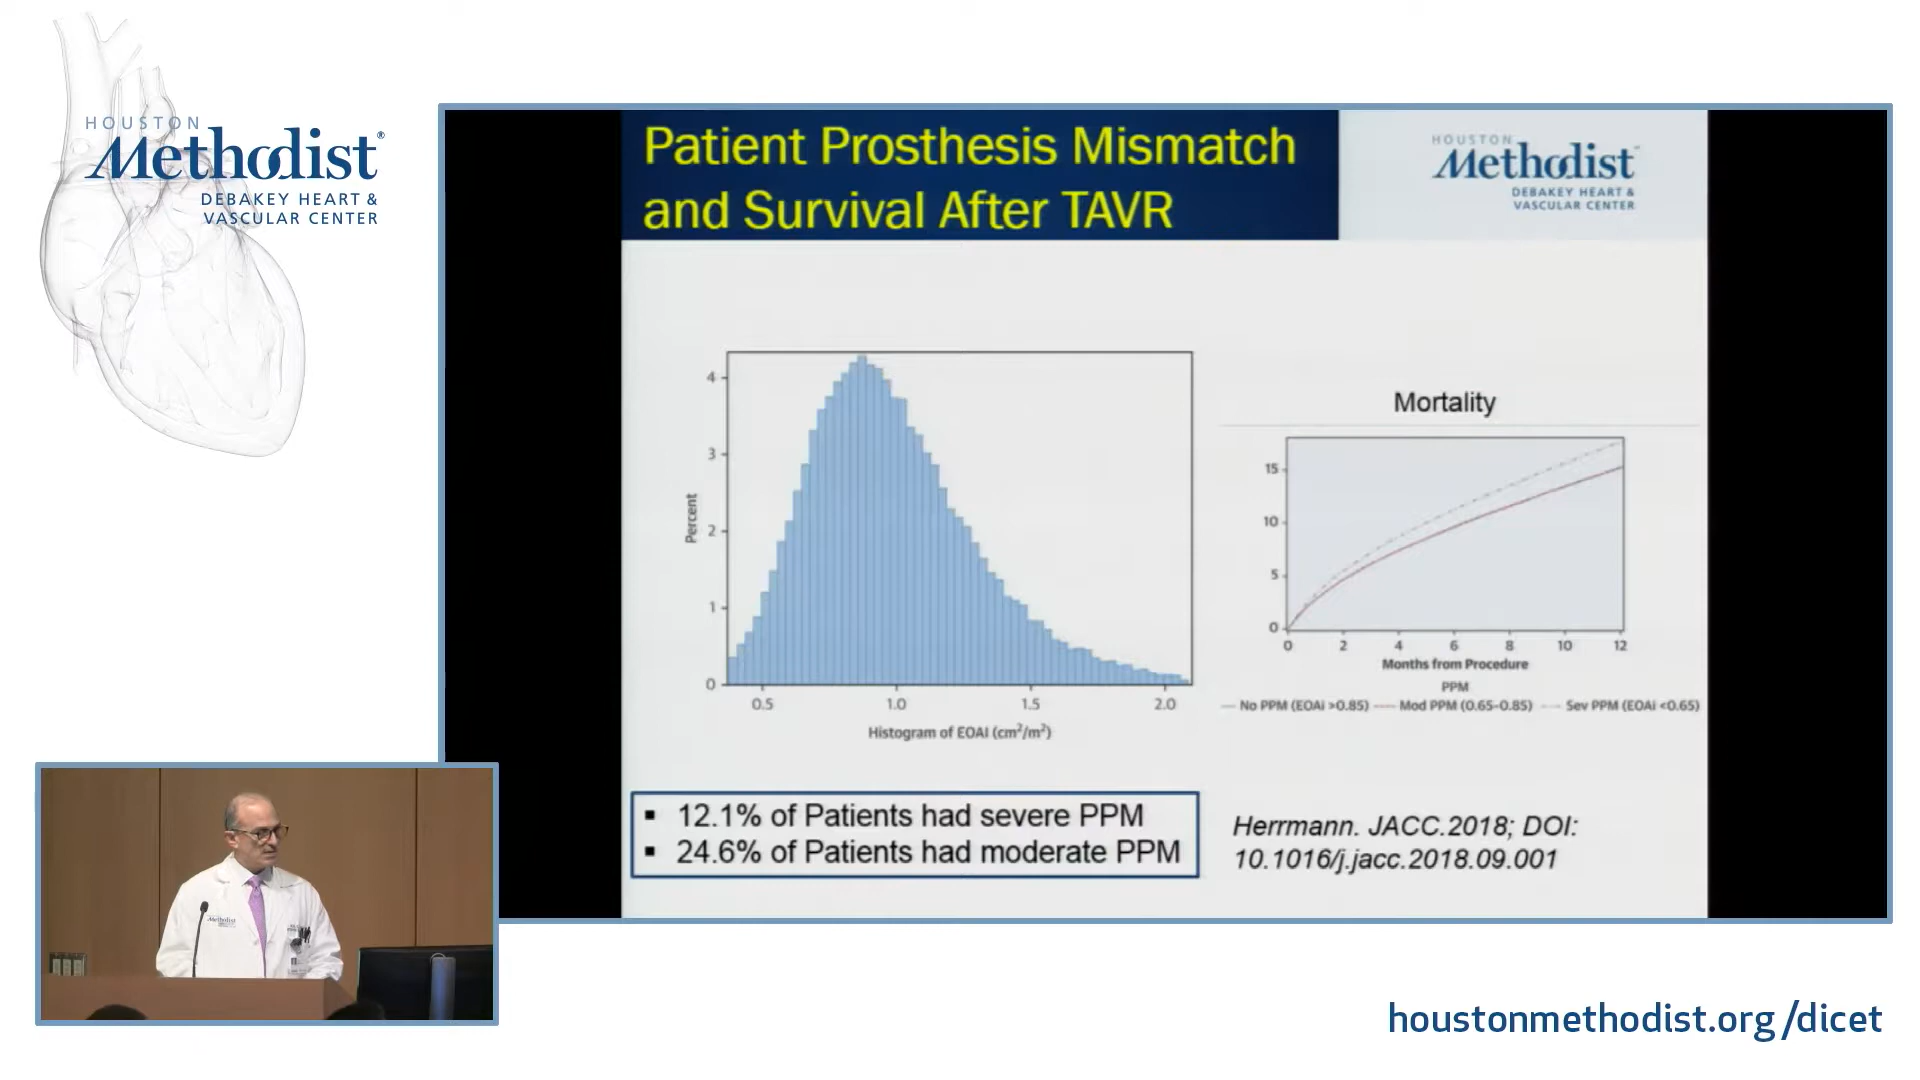 HOUSTON
Methodist®
DEBAKEY HEART &
VASCULAR CENTER
Patient Prosthesis Mismatch
and Survival After TAVR
HOUSTON
Methodist
DEBAKEY HEART &
VASCULAR CENTER
4
3
2
1
0
Percent
0.5 1.0 1.5 2.0
Histogram of EOAI (cm²/m²)
Mortality
15
10
5
0
0 2 4 6 8 10 12
Months from Procedure
PPM
No PPM (EOAi >0.85) Mod PPM (0.65-0.85) Sev PPM (EOAi <0.65)
▪ 12.1% of Patients had severe PPM
▪ 24.6% of Patients had moderate PPM
Herrmann. JACC.2018; DOI:
10.1016/j.jacc.2018.09.001
Methodist
houstonmethodist.org/dicet